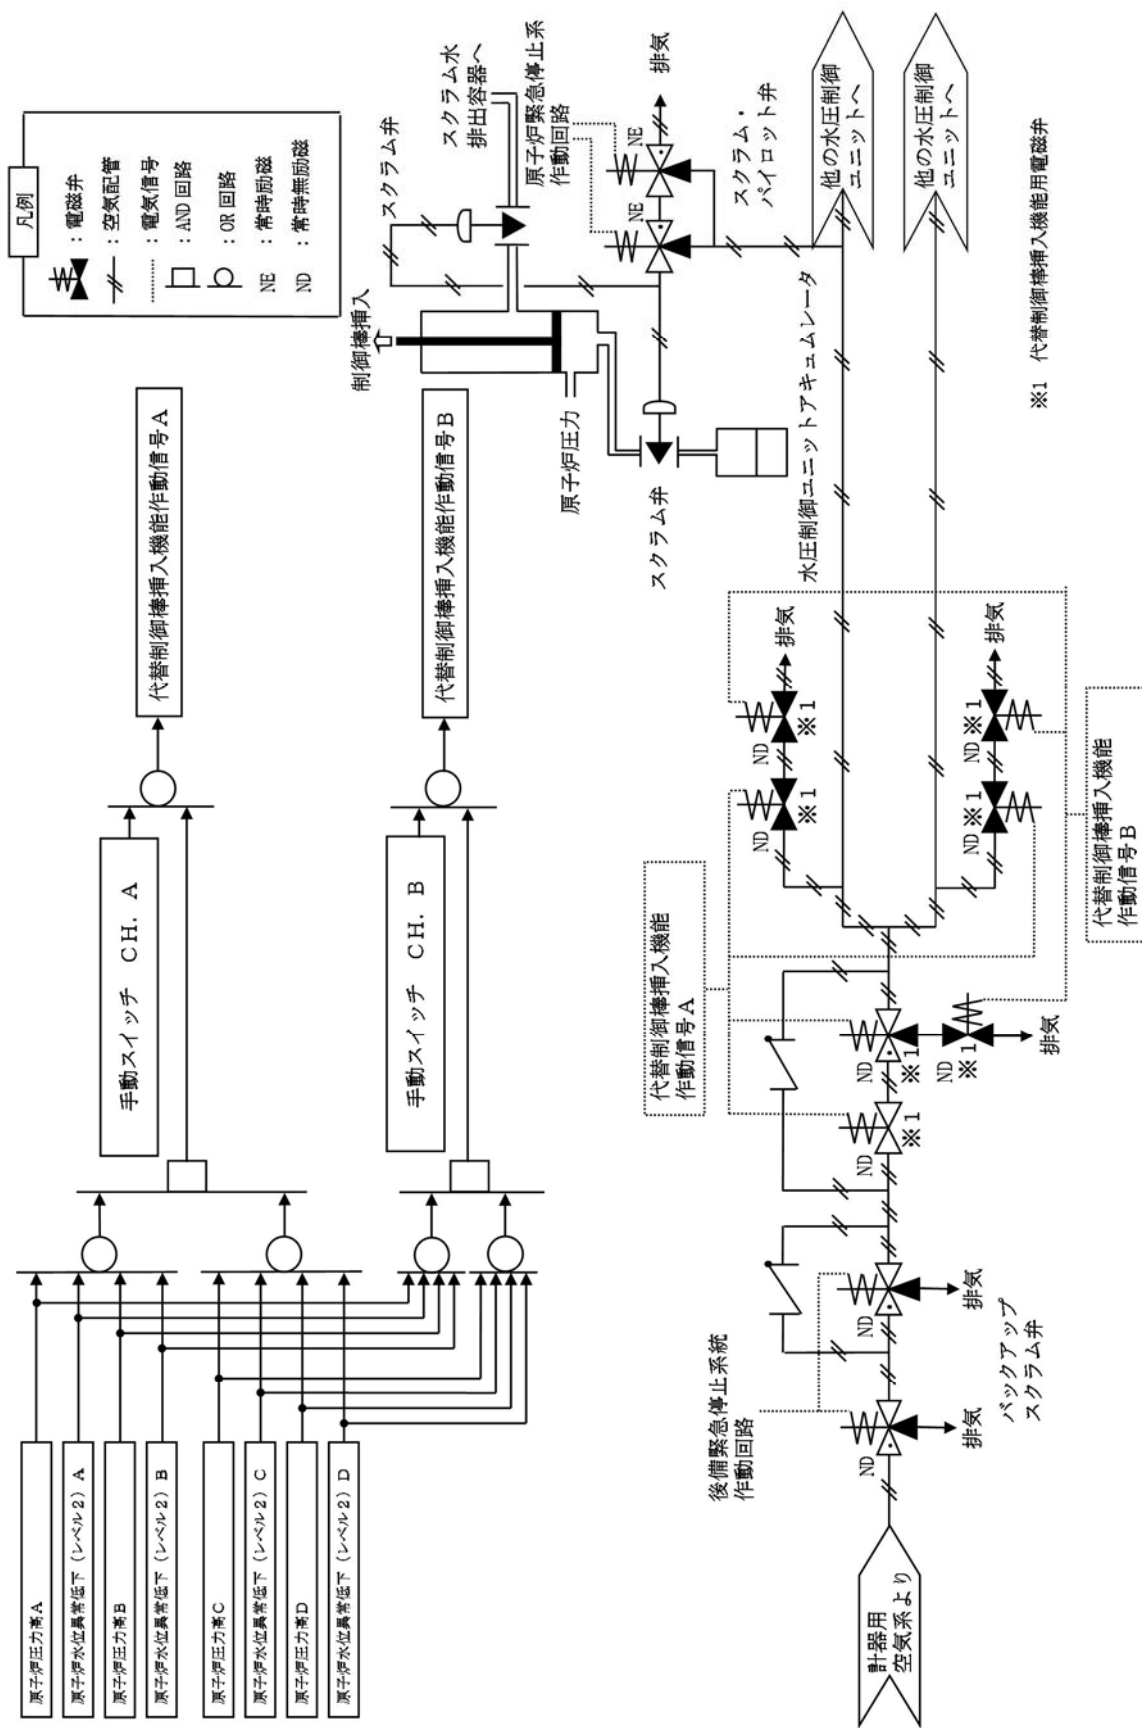 原子炉圧力高A
原子炉水位異常低下（レベル2）A
原子炉圧力高B
原子炉水位異常低下（レベル2）B
原子炉圧力高C
原子炉水位異常低下（レベル2）C
原子炉圧力高D
原子炉水位異常低下（レベル2）D
手動スイッチ CH. A
手動スイッチ CH. B
代替制御棒挿入機能作動信号A
代替制御棒挿入機能作動信号B
凡例
：電磁弁
：空気配管
：電気信号
：AND回路
：OR回路
NE：常時励磁
ND：常時無励磁
制御棒挿入
スクラム弁
スクラム水
排出容器へ
原子炉緊急停止系
作動回路
NE
NE
排気
原子炉圧力
スクラム弁
スクラム・
パイロット弁
水圧制御ユニットアキュムレータ
他の水圧制御
ユニットへ
他の水圧制御
ユニットへ
計器用
空気系より
後備緊急停止系統
作動回路
ND
排気
ND
排気
バックアップ
スクラム弁
代替制御棒挿入機能
作動信号A
ND
※1
ND
※1
ND
※1
排気
ND
※1
ND
※1
排気
ND
※1
ND
※1
排気
代替制御棒挿入機能
作動信号B
※1 代替制御棒挿入機能用電磁弁